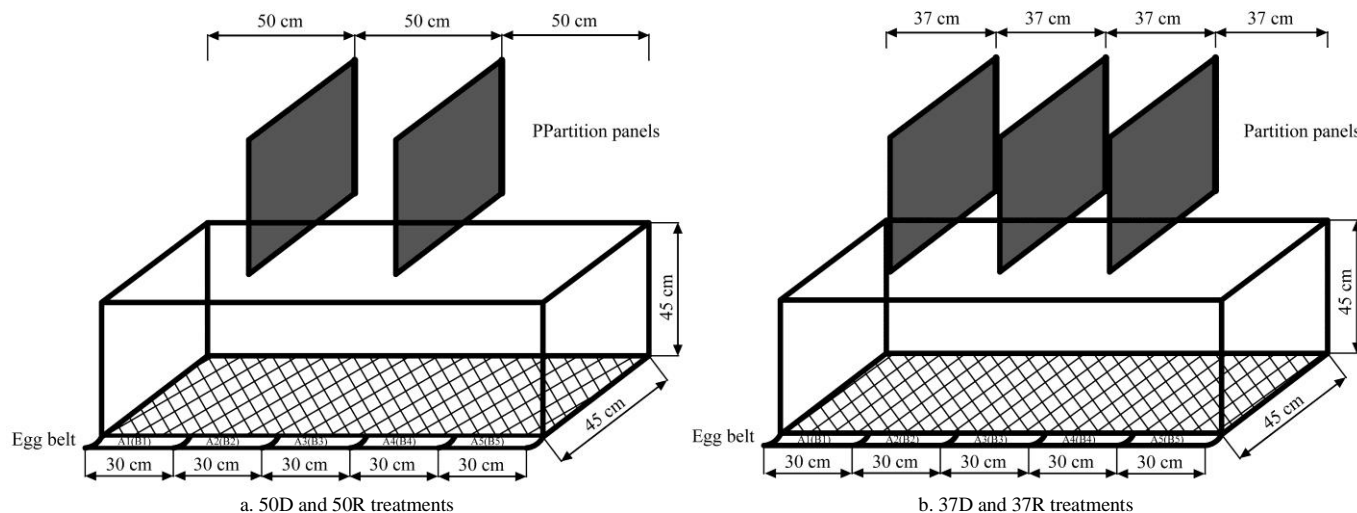 50 cm 50 cm 50 cm
PPartition panels
45 cm
45 cm
Egg belt
A1(B1) A2(B2) A3(B3) A4(B4) A5(B5)
30 cm 30 cm 30 cm 30 cm 30 cm
a. 50D and 50R treatments
37 cm 37 cm 37 cm 37 cm
Partition panels
45 cm
45 cm
Egg belt
A1(B1) A2(B2) A3(B3) A4(B4) A5(B5)
30 cm 30 cm 30 cm 30 cm 30 cm
b. 37D and 37R treatments